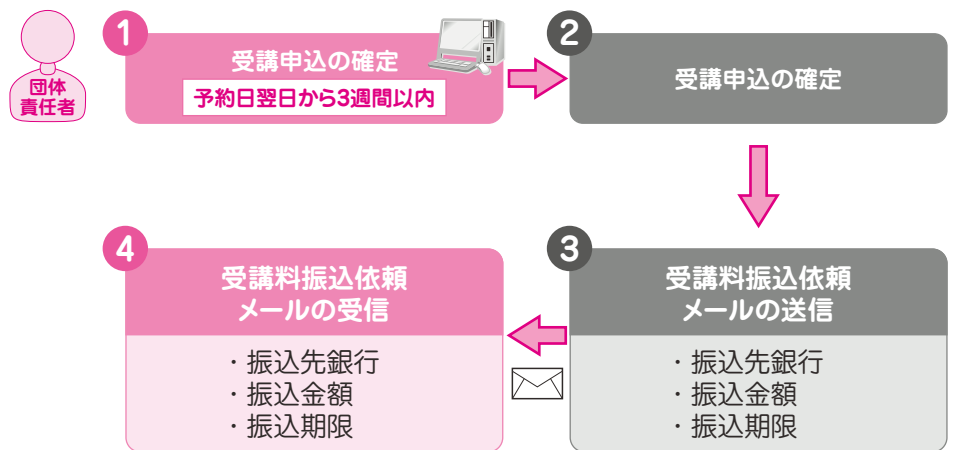 団体
責任者
1
受講申込の確定
予約日翌日から3週間以内
2
受講申込の確定
3
受講料振込依頼
メールの送信
・振込先銀行
・振込金額
・振込期限
4
受講料振込依頼
メールの受信
・振込先銀行
・振込金額
・振込期限